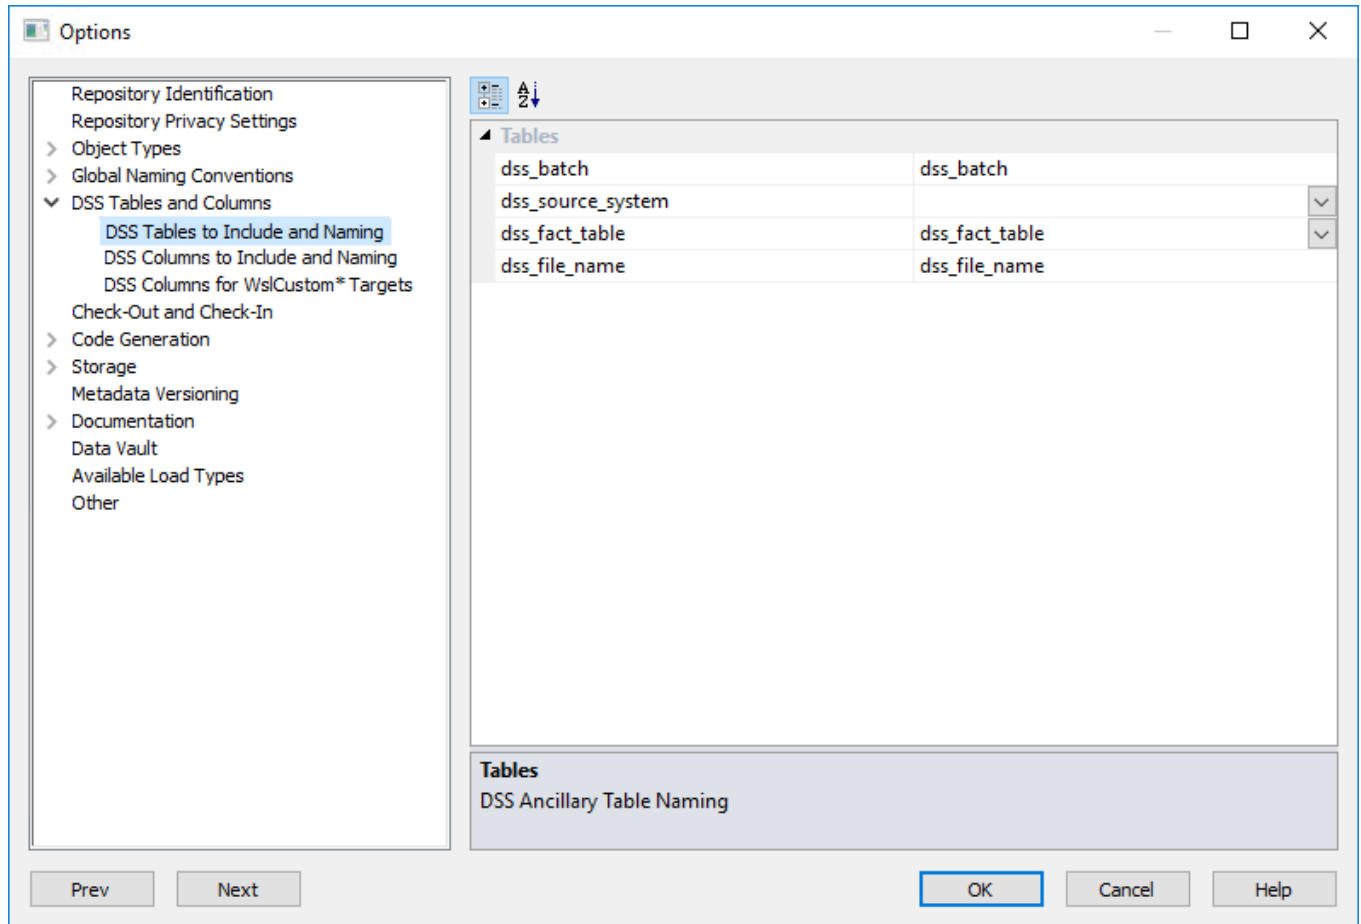 Options
Repository Identification
Repository Privacy Settings
Object Types
Global Naming Conventions
DSS Tables and Columns
DSS Tables to Include and Naming
DSS Columns to Include and Naming
DSS Columns for WslCustom* Targets
Check-Out and Check-In
Code Generation
Storage
Metadata Versioning
Documentation
Data Vault
Available Load Types
Other
A
Z
Tables
dss_batch dss_batch
dss_source_system
dss_fact_table dss_fact_table
dss_file_name dss_file_name
Tables
DSS Ancillary Table Naming
Prev Next OK Cancel Help